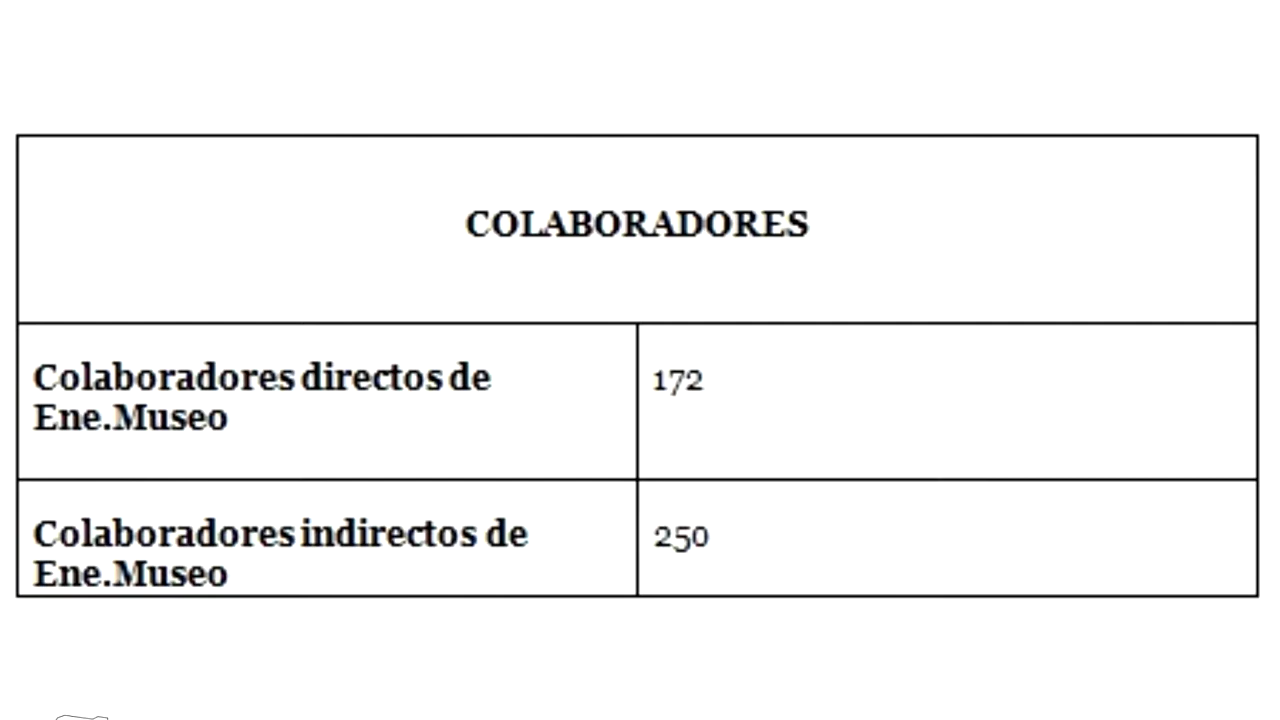 COLABORADORES
Colaboradores directos de
Ene.Museo
172
Colaboradores indirectos de
Ene.Museo
250